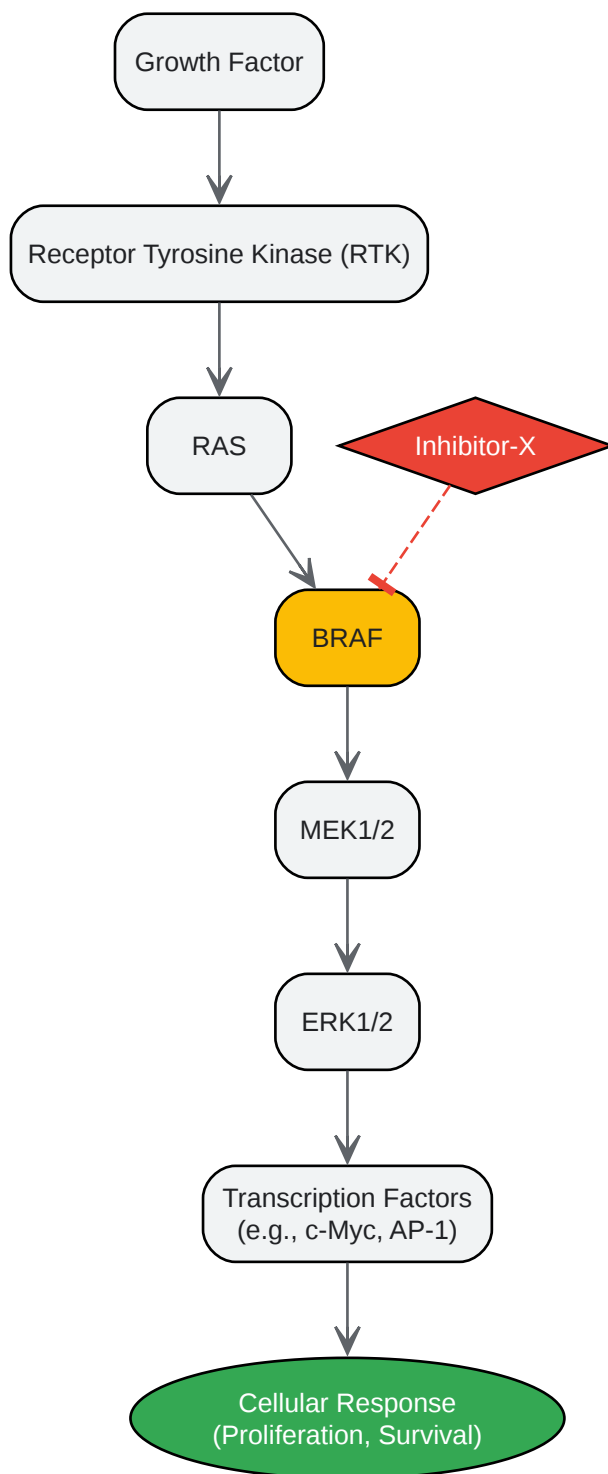 Growth Factor
Receptor Tyrosine Kinase (RTK)
RAS
Inhibitor-X
BRAF
MEK1/2
ERK1/2
Transcription Factors
(e.g., c-Myc, AP-1)
Cellular Response
(Proliferation, Survival)